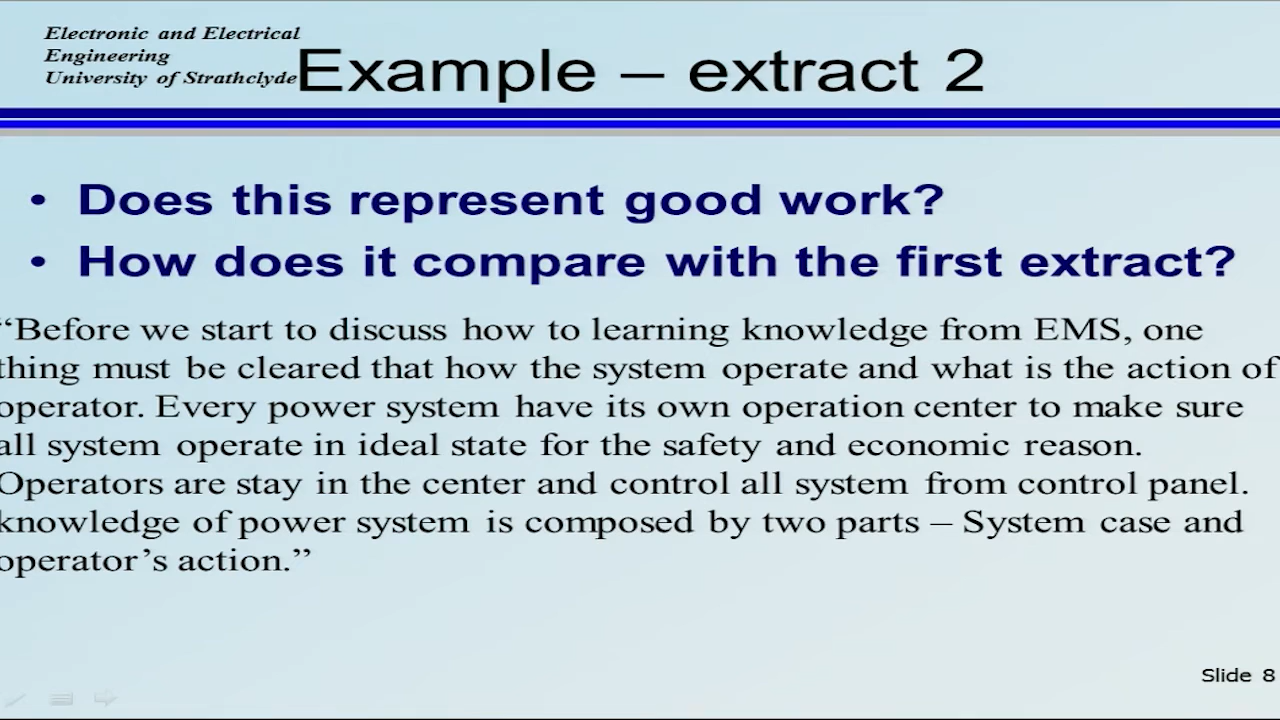 Electronic and Electrical
Engineering
University of Strathclyde
Example – extract 2
• Does this represent good work?
• How does it compare with the first extract?
“Before we start to discuss how to learning knowledge from EMS, one
thing must be cleared that how the system operate and what is the action of
operator. Every power system have its own operation center to make sure
all system operate in ideal state for the safety and economic reason.
Operators are stay in the center and control all system from control panel.
knowledge of power system is composed by two parts – System case and
operator’s action.”
Slide 8